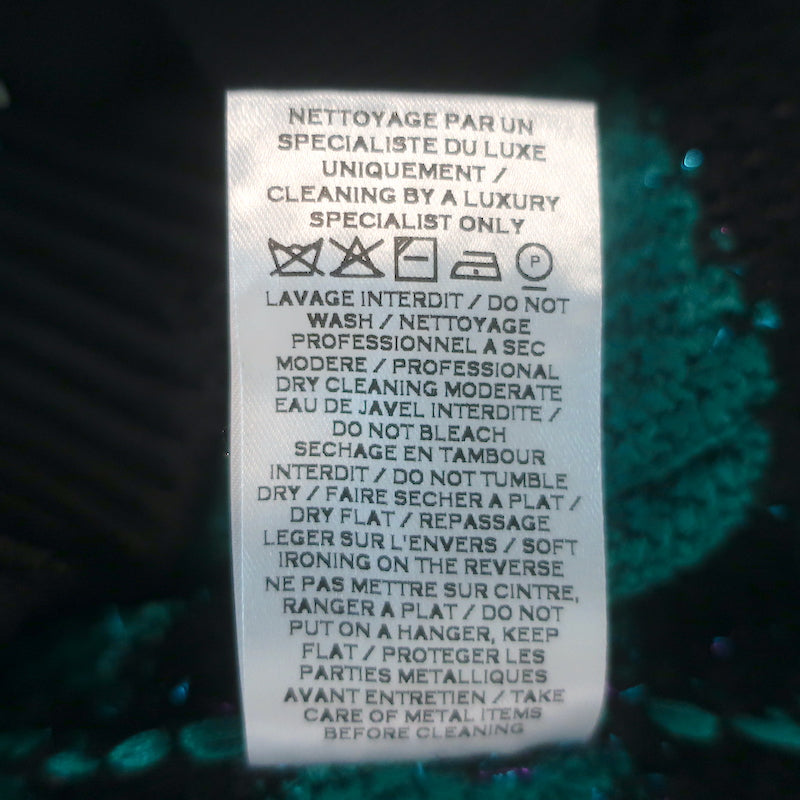 NETTOYAGE PAR UN
SPECIALISTE DU LUXE
UNIQUEMENT /
CLEANING BY A LUXURY
SPECIALIST ONLY
P
LAVAGE INTERDIT / DO NOT
WASH / NETTOYAGE
PROFESSIONNEL A SEC
MODERE / PROFESSIONAL
DRY CLEANING MODERATE
EAU DE JAVEL INTERDITE /
DO NOT BLEACH
SECHAGE EN TAMBOUR
INTERDIT / DO NOT TUMBLE
DRY / FAIRE SECHER A PLAT /
DRY FLAT / REPASSAGE
LEGER SUR L'ENVERS / SOFT
IRONING ON THE REVERSE
NE PAS METTRE SUR CINTRE,
RANGER A PLAT / DO NOT
PUT ON A HANGER, KEEP
FLAT / PROTEGER LES
PARTIES METALLIQUES
AVANT ENTRETIEN / TAKE
CARE OF METAL ITEMS
BEFORE CLEANING